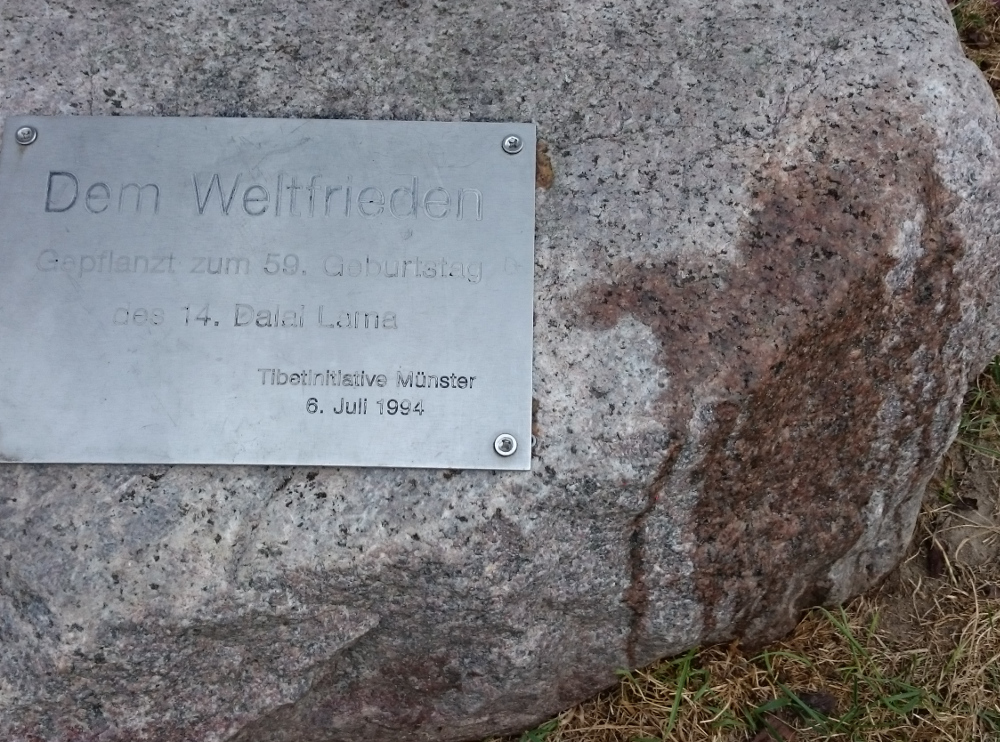 Dem Weltfrieden
Gepflanzt zum 59. Geburtstag
des 14. Dalai Lama
Tibetinitiative Münster
6. Juli 1994